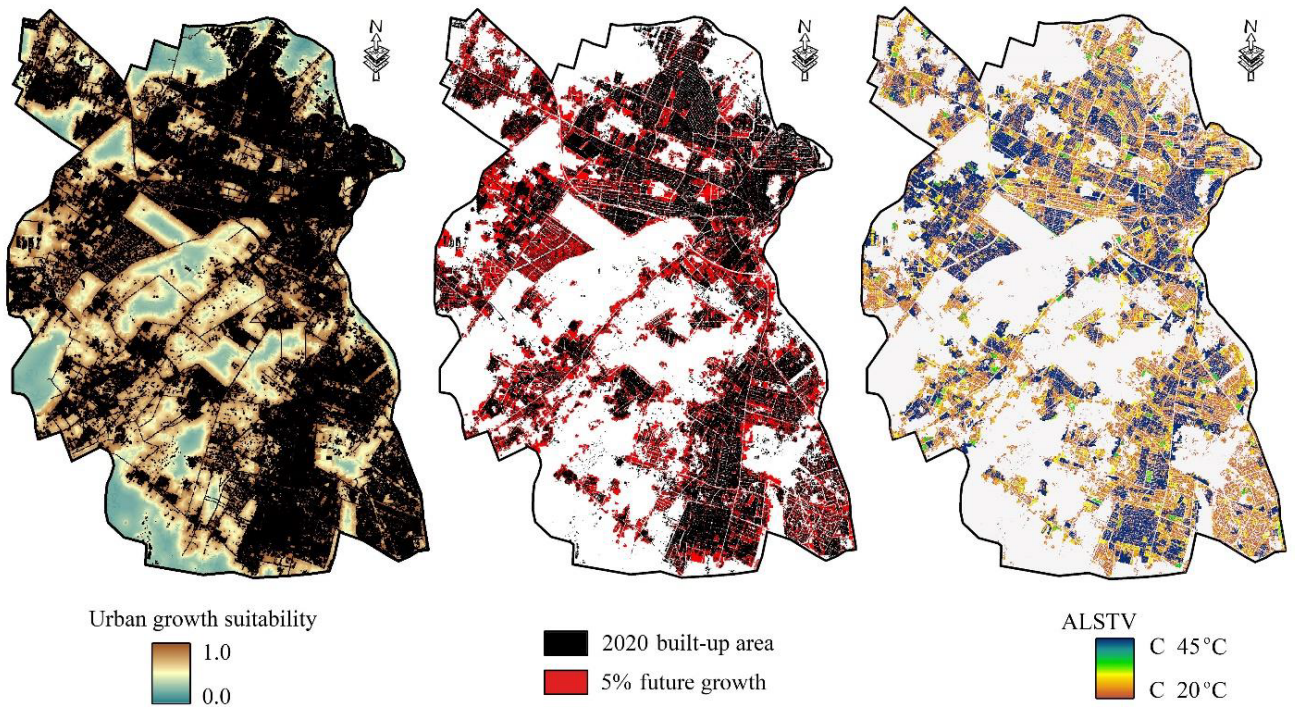 N
N
N
Urban growth suitability
1.0
0.0
2020 built-up area
5% future growth
ALSTV
C 45°C
C 20°C